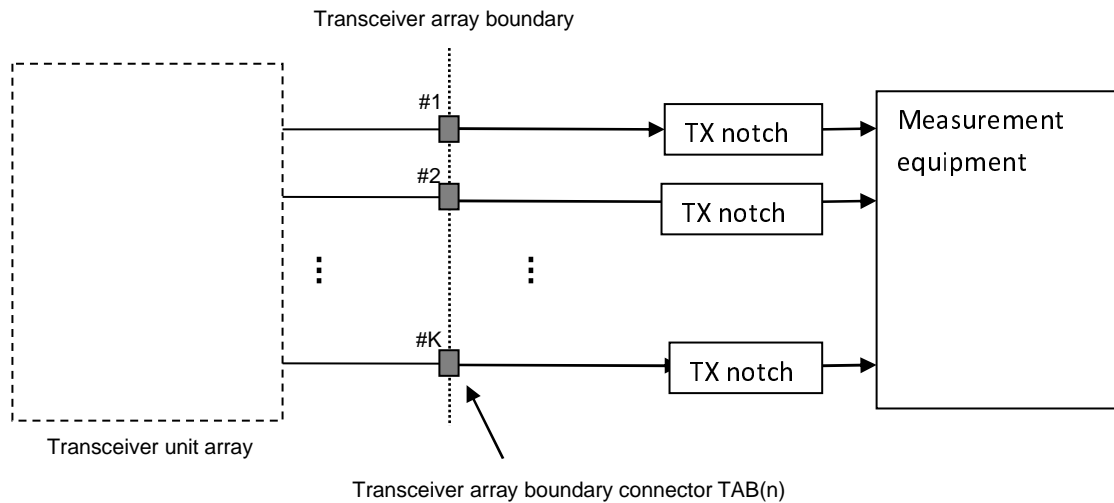 Transceiver array boundary
#1
TX notch
Measurement
equipment
#2
TX notch
#K
TX notch
Transceiver unit array
Transceiver array boundary connector TAB(n)